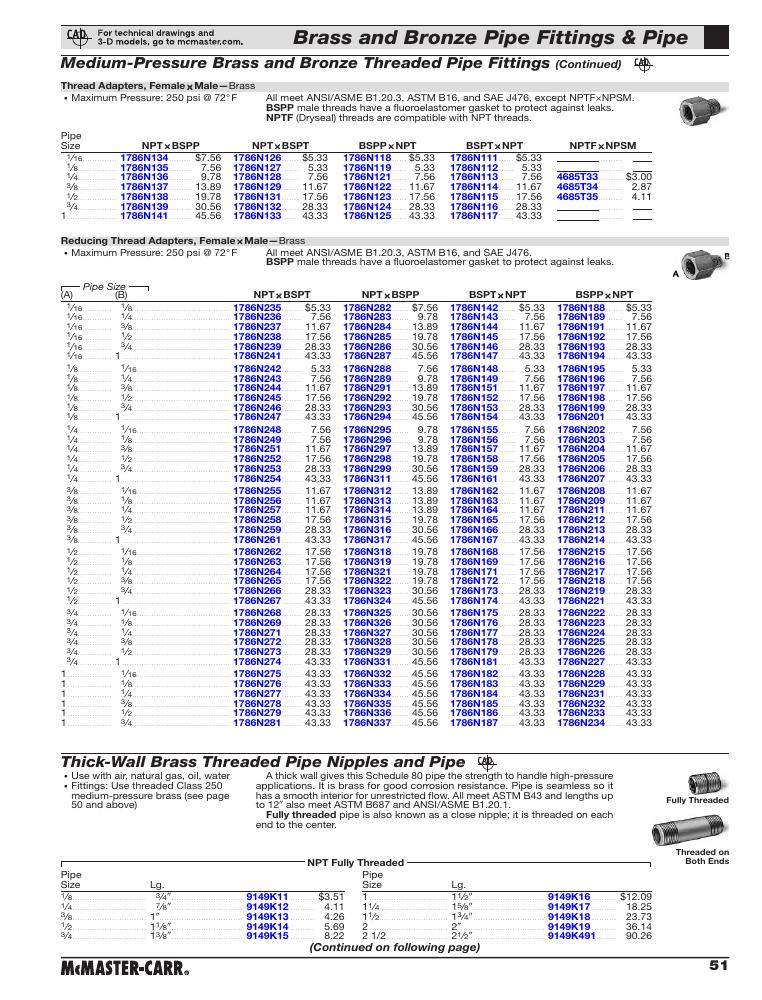 CAD For technical drawings and
3-D models, go to mcmaster.com.
Brass and Bronze Pipe Fittings & Pipe
Medium-Pressure Brass and Bronze Threaded Pipe Fittings (Continued) CAD
Thread Adapters, Female x Male—Brass
• Maximum Pressure: 250 psi @ 72°F All meet ANSI/ASME B1.20.3, ASTM B16, and SAE J476, except NPTF×NPSM.
BSPP male threads have a fluoroelastomer gasket to protect against leaks.
NPTF (Dryseal) threads are compatible with NPT threads.
Pipe
Size NPT x BSPP NPT x BSPT BSPP x NPT BSPT x NPT NPTF x NPSM
1/16 1786N134 $7.56 1786N126 $5.33 1786N118 $5.33 1786N111 $5.33
1/8 1786N135 7.56 1786N127 5.33 1786N119 5.33 1786N112 5.33
1/4 1786N136 9.78 1786N128 7.56 1786N121 7.56 1786N113 7.56 4685T33 $3.00
3/8 1786N137 13.89 1786N129 11.67 1786N122 11.67 1786N114 11.67 4685T34 2.87
1/2 1786N138 19.78 1786N131 17.56 1786N123 17.56 1786N115 17.56 4685T35 4.11
3/4 1786N139 30.56 1786N132 28.33 1786N124 28.33 1786N116 28.33
1 1786N141 45.56 1786N133 43.33 1786N125 43.33 1786N117 43.33
Reducing Thread Adapters, Female x Male—Brass
• Maximum Pressure: 250 psi @ 72°F All meet ANSI/ASME B1.20.3, ASTM B16, and SAE J476.
BSPP male threads have a fluoroelastomer gasket to protect against leaks.
A B
Pipe Size
(A) (B) NPT x BSPT NPT x BSPP BSPT x NPT BSPP x NPT
1/16 1/8 1786N235 $5.33 1786N282 $7.56 1786N142 $5.33 1786N188 $5.33
1/16 1/4 1786N236 7.56 1786N283 9.78 1786N143 7.56 1786N189 7.56
1/16 3/8 1786N237 11.67 1786N284 13.89 1786N144 11.67 1786N191 11.67
1/16 1/2 1786N238 17.56 1786N285 19.78 1786N145 17.56 1786N192 17.56
1/16 3/4 1786N239 28.33 1786N286 30.56 1786N146 28.33 1786N193 28.33
1/16 1 1786N241 43.33 1786N287 45.56 1786N147 43.33 1786N194 43.33
1/8 1/16 1786N242 5.33 1786N288 7.56 1786N148 5.33 1786N195 5.33
1/8 1/4 1786N243 7.56 1786N289 9.78 1786N149 7.56 1786N196 7.56
1/8 3/8 1786N244 11.67 1786N291 13.89 1786N151 11.67 1786N197 11.67
1/8 1/2 1786N245 17.56 1786N292 19.78 1786N152 17.56 1786N198 17.56
1/8 3/4 1786N246 28.33 1786N293 30.56 1786N153 28.33 1786N199 28.33
1/8 1 1786N247 43.33 1786N294 45.56 1786N154 43.33 1786N201 43.33
1/4 1/16 1786N248 7.56 1786N295 9.78 1786N155 7.56 1786N202 7.56
1/4 1/8 1786N249 7.56 1786N296 9.78 1786N156 7.56 1786N203 7.56
1/4 3/8 1786N251 11.67 1786N297 13.89 1786N157 11.67 1786N204 11.67
1/4 1/2 1786N252 17.56 1786N298 19.78 1786N158 17.56 1786N205 17.56
1/4 3/4 1786N253 28.33 1786N299 30.56 1786N159 28.33 1786N206 28.33
1/4 1 1786N254 43.33 1786N311 45.56 1786N161 43.33 1786N207 43.33
3/8 1/16 1786N255 11.67 1786N312 13.89 1786N162 11.67 1786N208 11.67
3/8 1/8 1786N256 11.67 1786N313 13.89 1786N163 11.67 1786N209 11.67
3/8 1/4 1786N257 11.67 1786N314 13.89 1786N164 11.67 1786N211 11.67
3/8 1/2 1786N258 17.56 1786N315 19.78 1786N165 17.56 1786N212 17.56
3/8 3/4 1786N259 28.33 1786N316 30.56 1786N166 28.33 1786N213 28.33
3/8 1 1786N261 43.33 1786N317 45.56 1786N167 43.33 1786N214 43.33
1/2 1/16 1786N262 17.56 1786N318 19.78 1786N168 17.56 1786N215 17.56
1/2 1/8 1786N263 17.56 1786N319 19.78 1786N169 17.56 1786N216 17.56
1/2 1/4 1786N264 17.56 1786N321 19.78 1786N171 17.56 1786N217 17.56
1/2 3/8 1786N265 17.56 1786N322 19.78 1786N172 17.56 1786N218 17.56
1/2 3/4 1786N266 28.33 1786N323 30.56 1786N173 28.33 1786N219 28.33
1/2 1 1786N267 43.33 1786N324 45.56 1786N174 43.33 1786N221 43.33
3/4 1/16 1786N268 28.33 1786N325 30.56 1786N175 28.33 1786N222 28.33
3/4 1/8 1786N269 28.33 1786N326 30.56 1786N176 28.33 1786N223 28.33
3/4 1/4 1786N271 28.33 1786N327 30.56 1786N177 28.33 1786N224 28.33
3/4 3/8 1786N272 28.33 1786N328 30.56 1786N178 28.33 1786N225 28.33
3/4 1/2 1786N273 28.33 1786N329 30.56 1786N179 28.33 1786N226 28.33
3/4 1 1786N274 43.33 1786N331 45.56 1786N181 43.33 1786N227 43.33
1 1/16 1786N275 43.33 1786N332 45.56 1786N182 43.33 1786N228 43.33
1 1/8 1786N276 43.33 1786N333 45.56 1786N183 43.33 1786N229 43.33
1 1/4 1786N277 43.33 1786N334 45.56 1786N184 43.33 1786N231 43.33
1 3/8 1786N278 43.33 1786N335 45.56 1786N185 43.33 1786N232 43.33
1 1/2 1786N279 43.33 1786N336 45.56 1786N186 43.33 1786N233 43.33
1 3/4 1786N281 43.33 1786N337 45.56 1786N187 43.33 1786N234 43.33
Thick-Wall Brass Threaded Pipe Nipples and Pipe CAD
• Use with air, natural gas, oil, water
• Fittings: Use threaded Class 250
medium-pressure brass (see page
50 and above)
A thick wall gives this Schedule 80 pipe the strength to handle high-pressure
applications. It is brass for good corrosion resistance. Pipe is seamless so it
has a smooth interior for unrestricted flow. All meet ASTM B43 and lengths up
to 12" also meet ASTM B687 and ANSI/ASME B1.20.1.
Fully threaded pipe is also known as a close nipple; it is threaded on each
end to the center.
Fully Threaded
Threaded on
Both Ends
NPT Fully Threaded
Pipe Pipe
Size Lg. Size Lg.
1/8 3/4" 9149K11 $3.51 1 1 1/2" 9149K16 $12.09
1/4 7/8" 9149K12 4.11 1 1/4 1 5/8" 9149K17 18.25
3/8 1" 9149K13 4.26 1 1/2 1 3/4" 9149K18 23.73
1/2 1 1/8" 9149K14 5.69 2 2" 9149K19 36.14
3/4 1 3/8" 9149K15 8.22 2 1/2 2 1/2" 9149K491 90.26
(Continued on following page)
McMASTER-CARR® 51